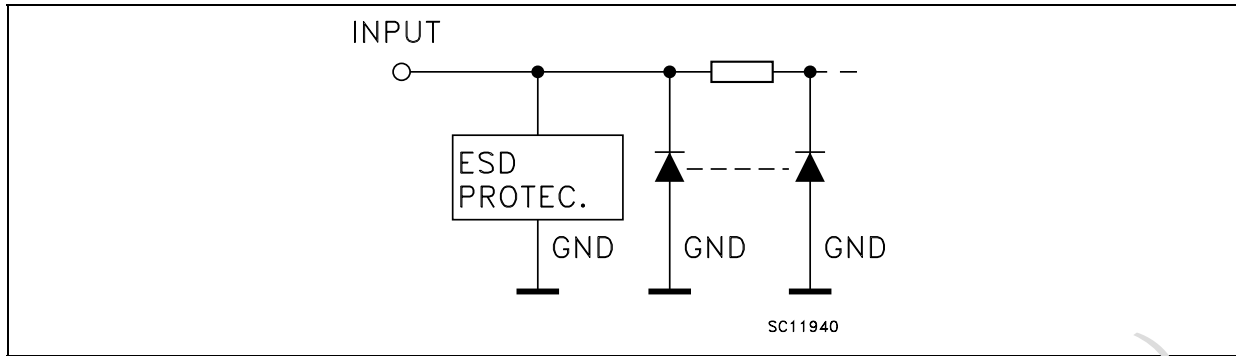 INPUT
ESD
PROTEC.
GND
GND
GND
SC11940